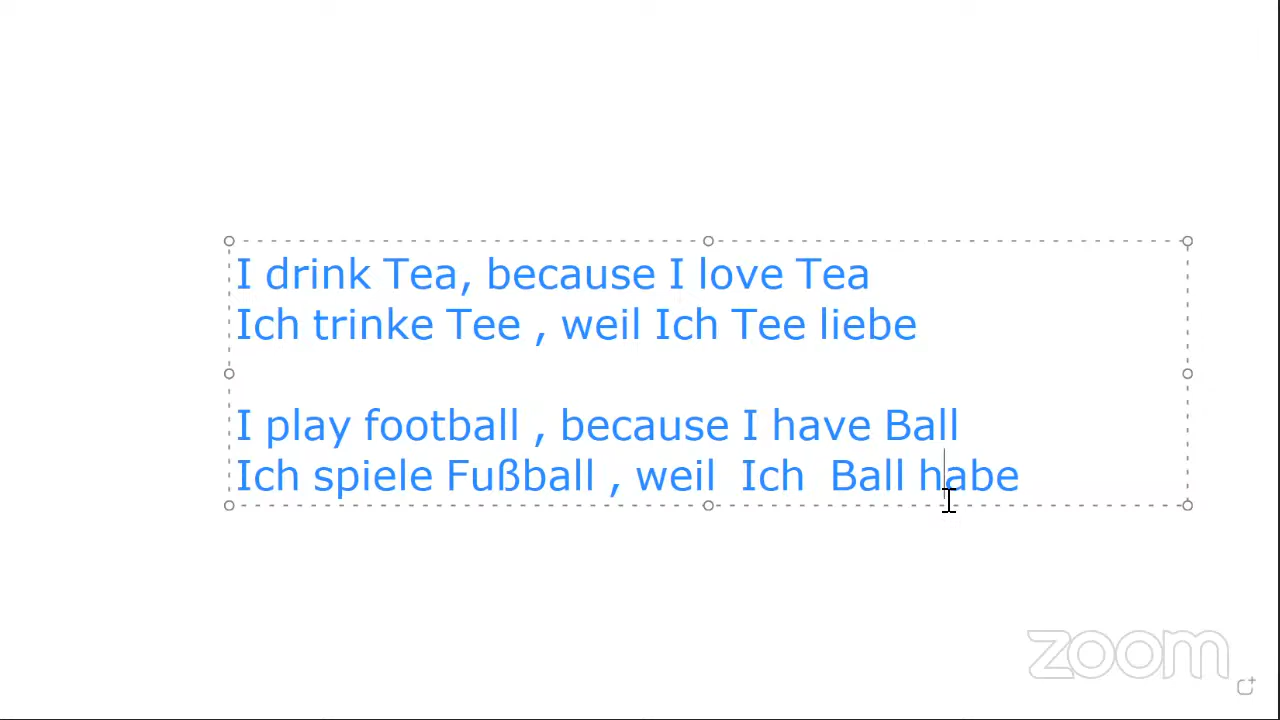 I drink Tea, because I love Tea
Ich trinke Tee , weil Ich Tee liebe
I play football , because I have Ball
Ich spiele Fußball , weil  Ich  Ball habe
zoom